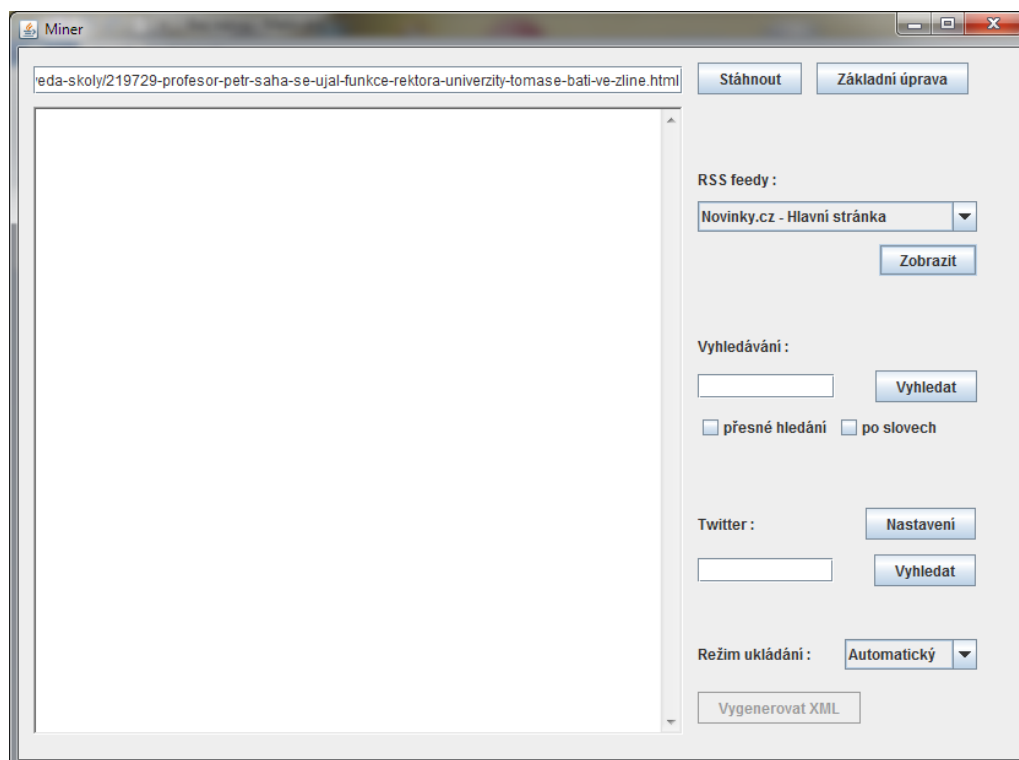 Miner
veda-skoly/219729-profesor-petr-saha-se-ujal-funkce-rektora-univerzity-tomase-bati-ve-zline.html
Stáhnout
Základní úprava
RSS feedy :
Novinky.cz - Hlavní stránka
Zobrazit
Vyhledávání :
Vyhledat
přesné hledání
po slovech
Twitter :
Nastavení
Vyhledat
Režim ukládání :
Automatický
Vygenerovat XML